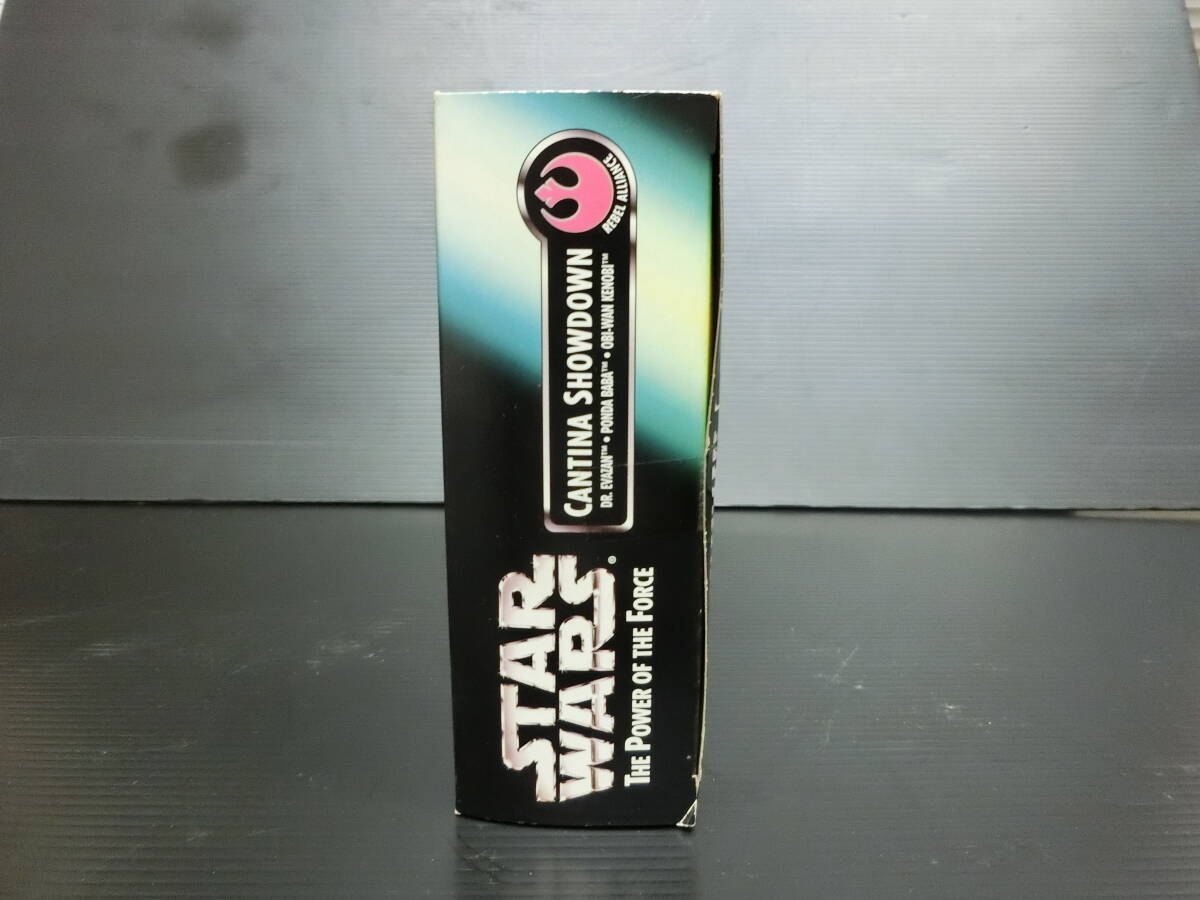 STAR
WARS®
THE POWER OF THE FORCE
CANTINA SHOWDOWN
DR. EVAZAN™ • PONDA BABA™ • OBI-WAN KENOBI™
REBEL ALLIANCE